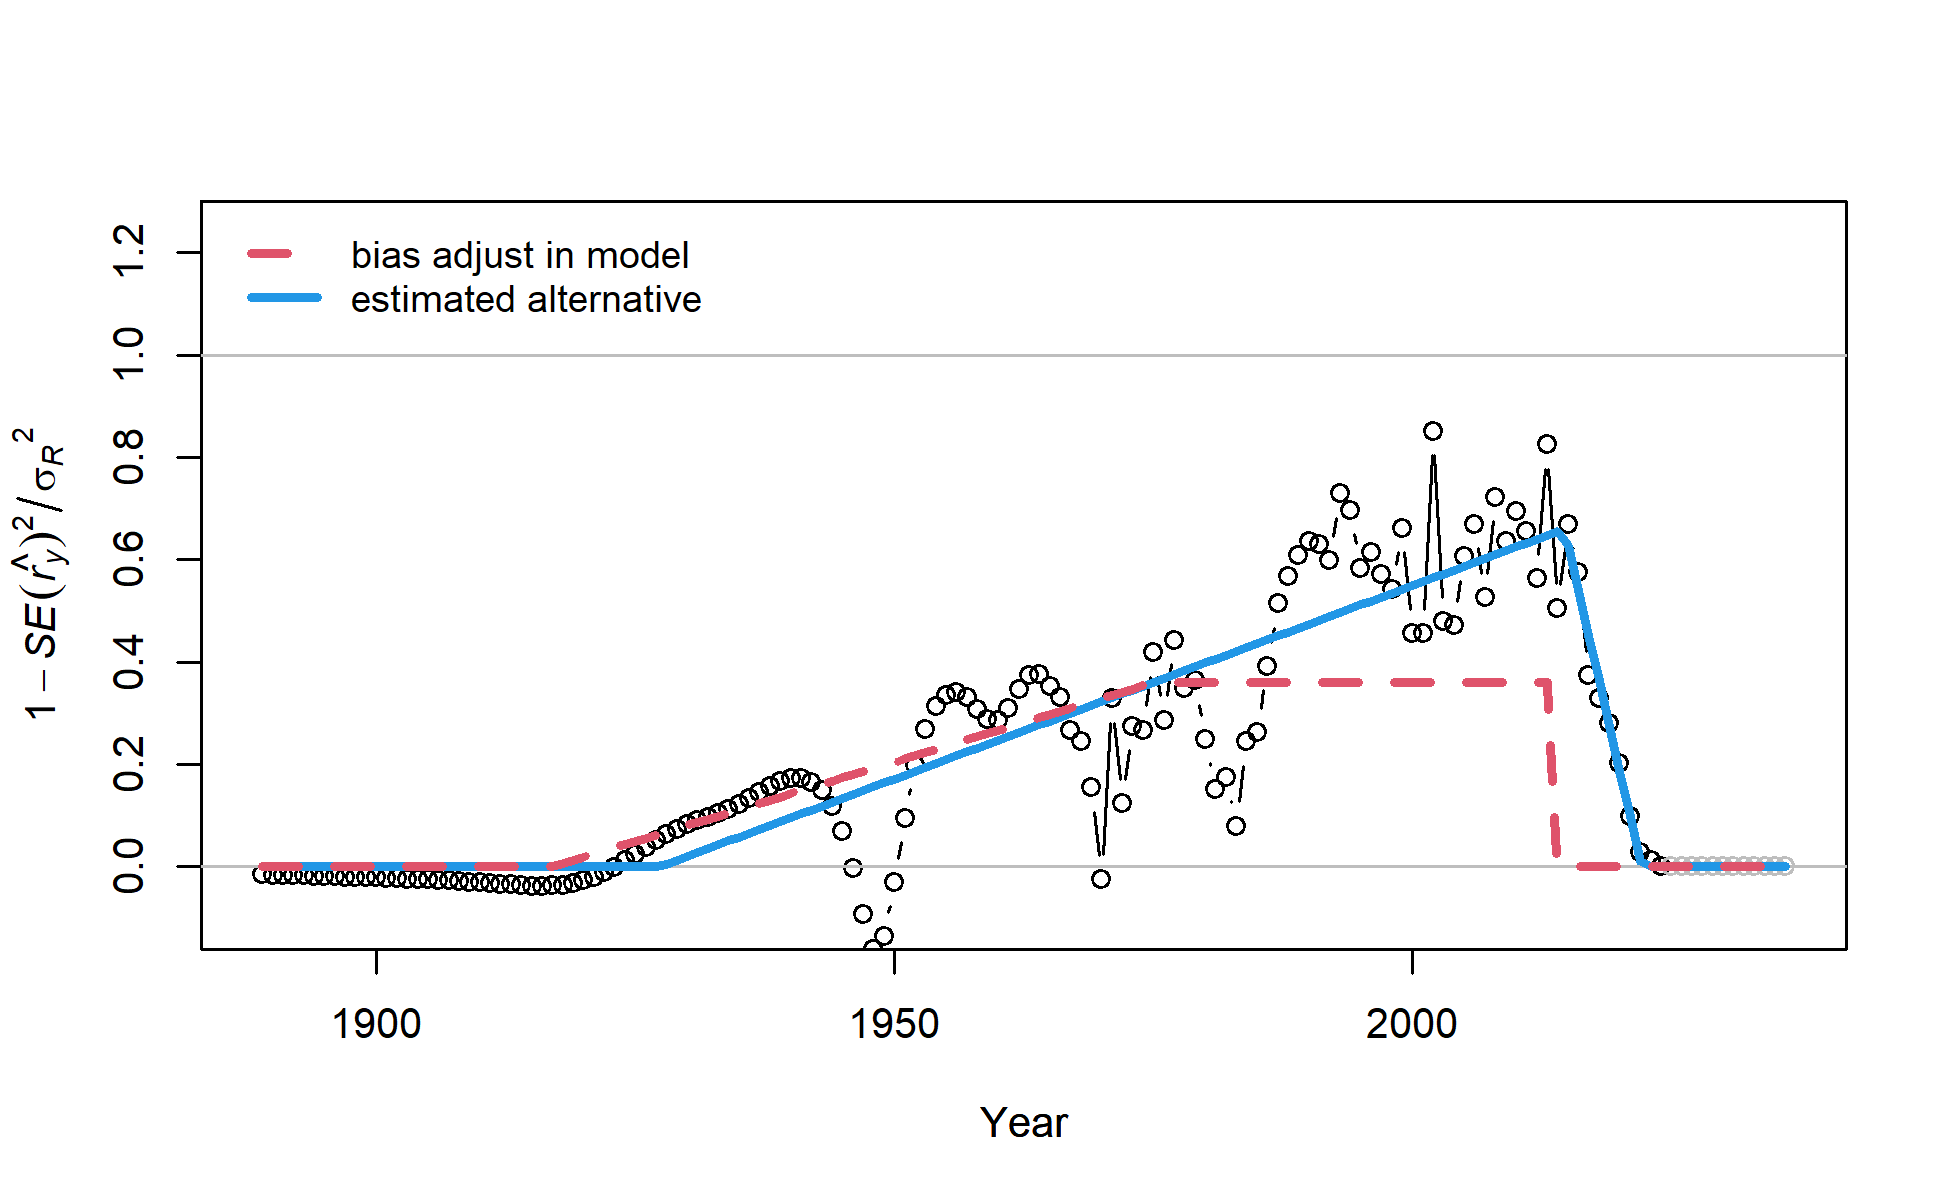 bias adjust in model
estimated alternative
1 − SE(r̂y)² / σR²
1.2
1.0
0.8
0.6
0.4
0.2
0.0
1900 1950 2000
Year